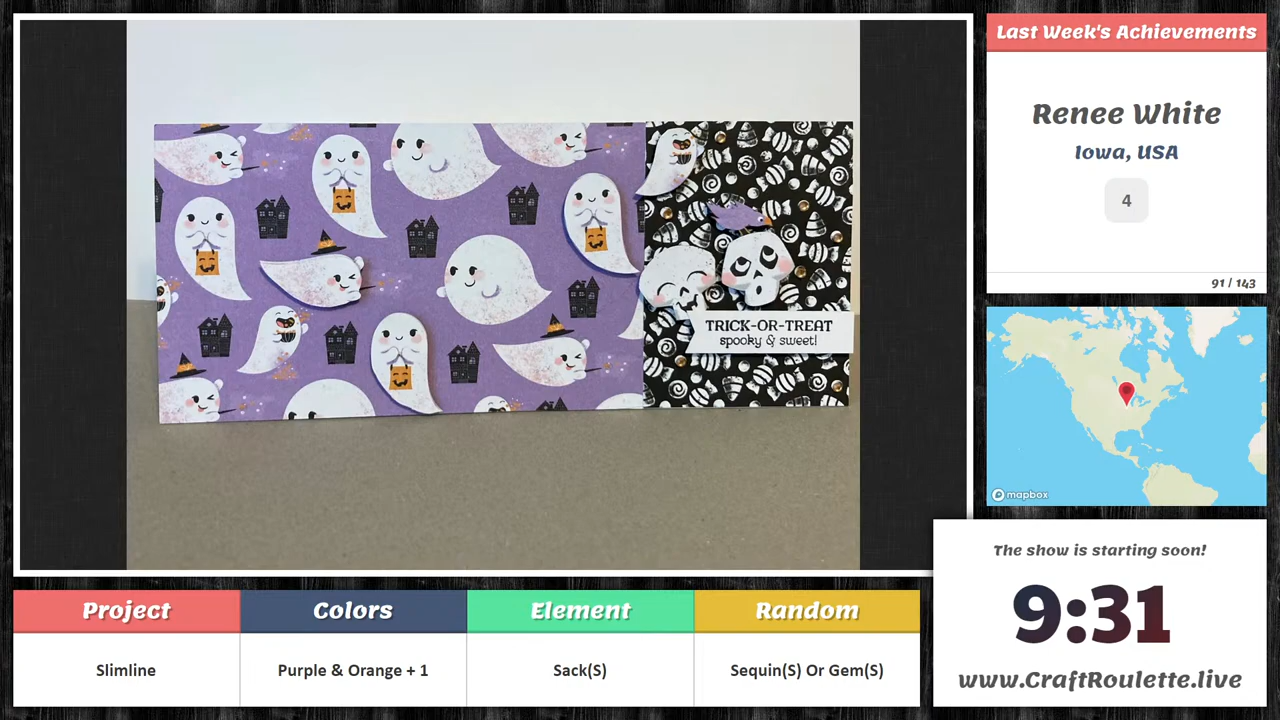 Last Week's Achievements
Renee White
Iowa, USA
4
91 / 143
TRICK-OR-TREAT
spooky & sweet!
mapbox
The show is starting soon!
9:31
www.CraftRoulette.live
Project
Colors
Element
Random
Slimline
Purple & Orange + 1
Sack(S)
Sequin(S) Or Gem(S)